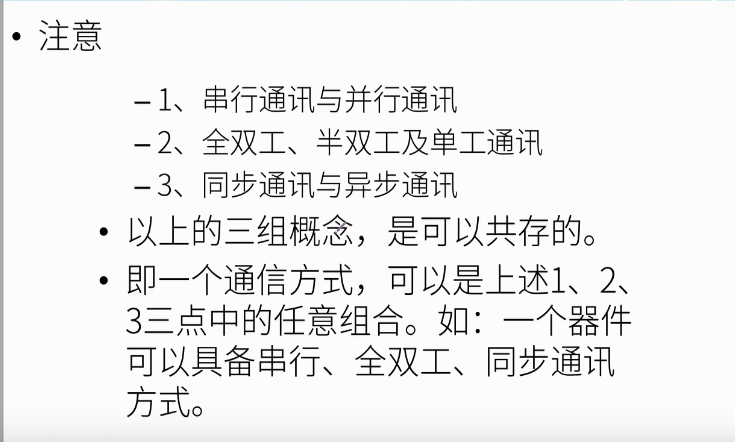 • 注意
– 1、串行通讯与并行通讯
– 2、全双工、半双工及单工通讯
– 3、同步通讯与异步通讯
• 以上的三组概念，是可以共存的。
• 即一个通信方式，可以是上述1、2、
3三点中的任意组合。如：一个器件
可以具备串行、全双工、同步通讯
方式。